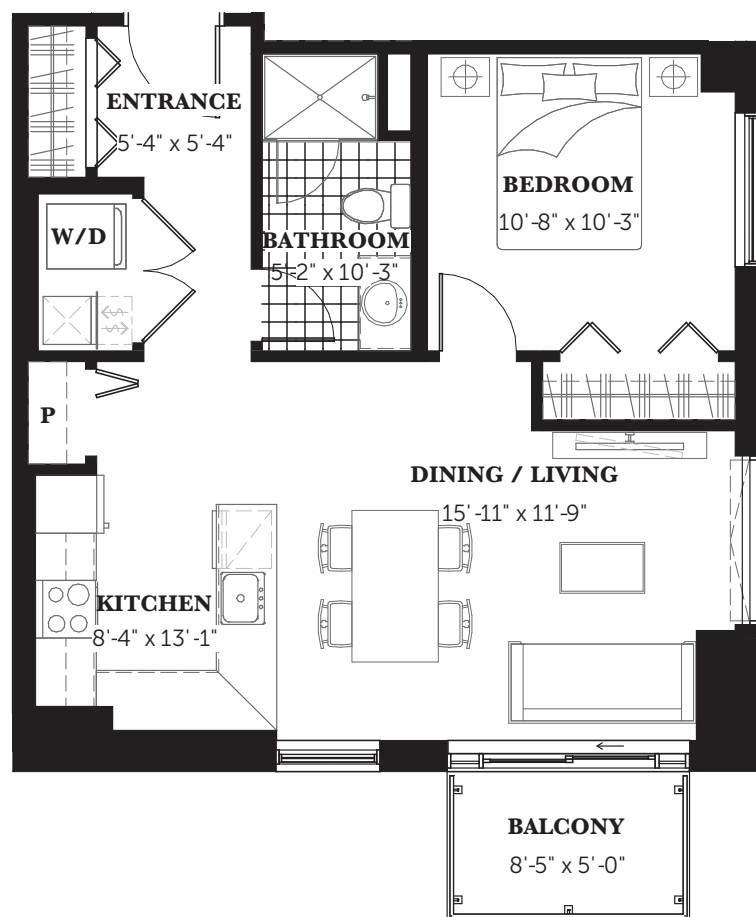 ENTRANCE
5'-4" x 5'-4"
BEDROOM
10'-8" x 10'-3"
W/D
BATHROOM
5'-2" x 10'-3"
P
DINING / LIVING
15'-11" x 11'-9"
KITCHEN
8'-4" x 13'-1"
BALCONY
8'-5" x 5'-0"